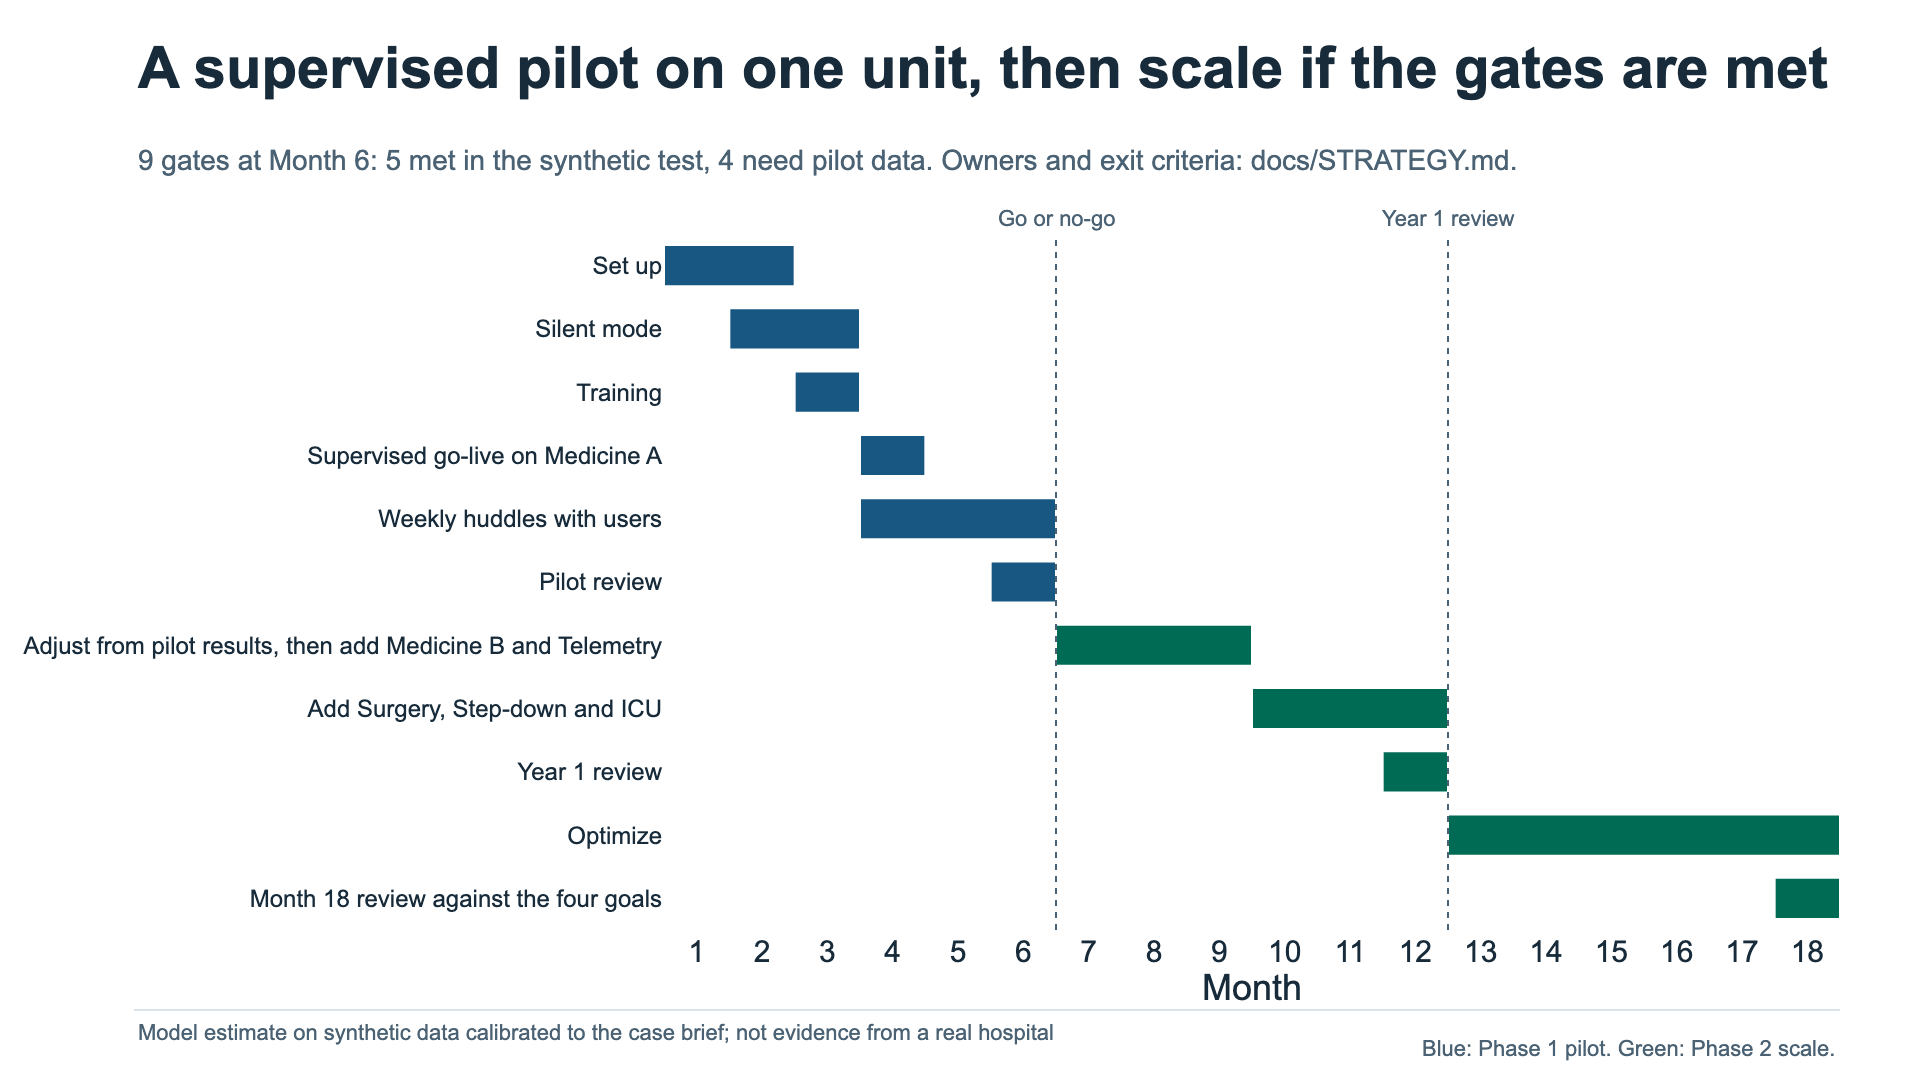 A supervised pilot on one unit, then scale if the gates are met
9 gates at Month 6: 5 met in the synthetic test, 4 need pilot data. Owners and exit criteria: docs/STRATEGY.md.
Go or no-go
Year 1 review
Set up
Silent mode
Training
Supervised go-live on Medicine A
Weekly huddles with users
Pilot review
Adjust from pilot results, then add Medicine B and Telemetry
Add Surgery, Step-down and ICU
Year 1 review
Optimize
Month 18 review against the four goals
1 2 3 4 5 6 7 8 9 10 11 12 13 14 15 16 17 18
Month
Model estimate on synthetic data calibrated to the case brief; not evidence from a real hospital
Blue: Phase 1 pilot. Green: Phase 2 scale.